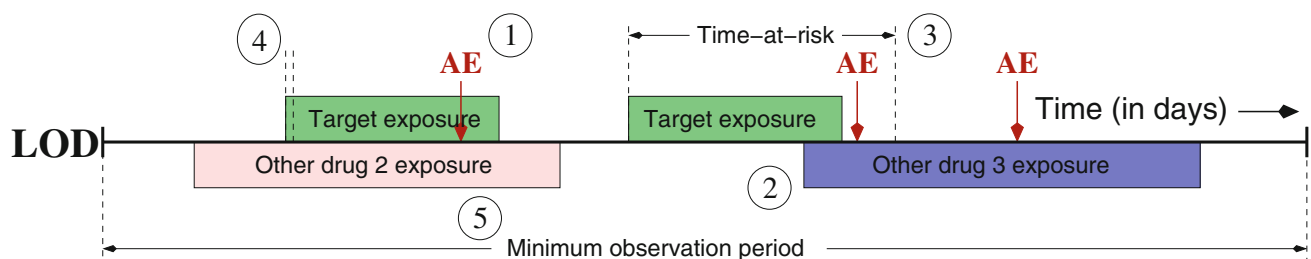 4
1
Time–at–risk
3
AE
AE
AE
Target exposure
Target exposure
Time (in days)
LOD
Other drug 2 exposure
Other drug 3 exposure
2
5
Minimum observation period